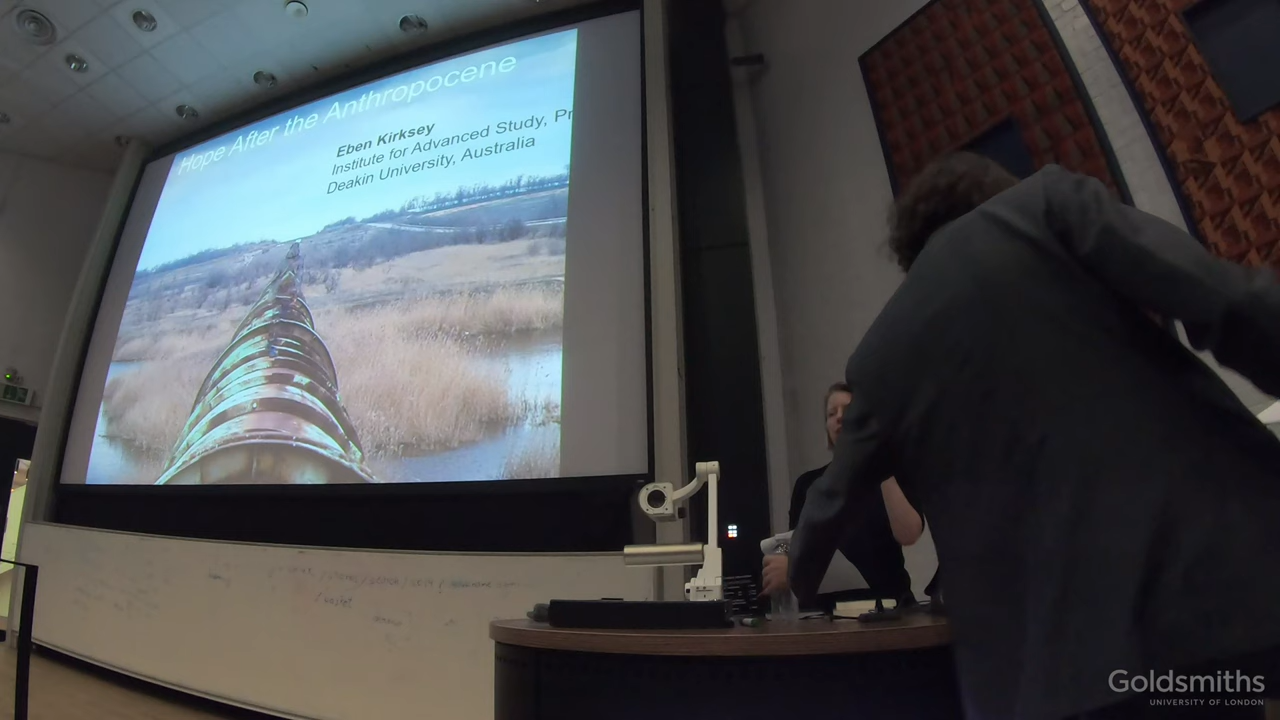 Hope After the Anthropocene
Eben Kirksey
Institute for Advanced Study, Pr
Deakin University, Australia
Goldsmiths
UNIVERSITY OF LONDON